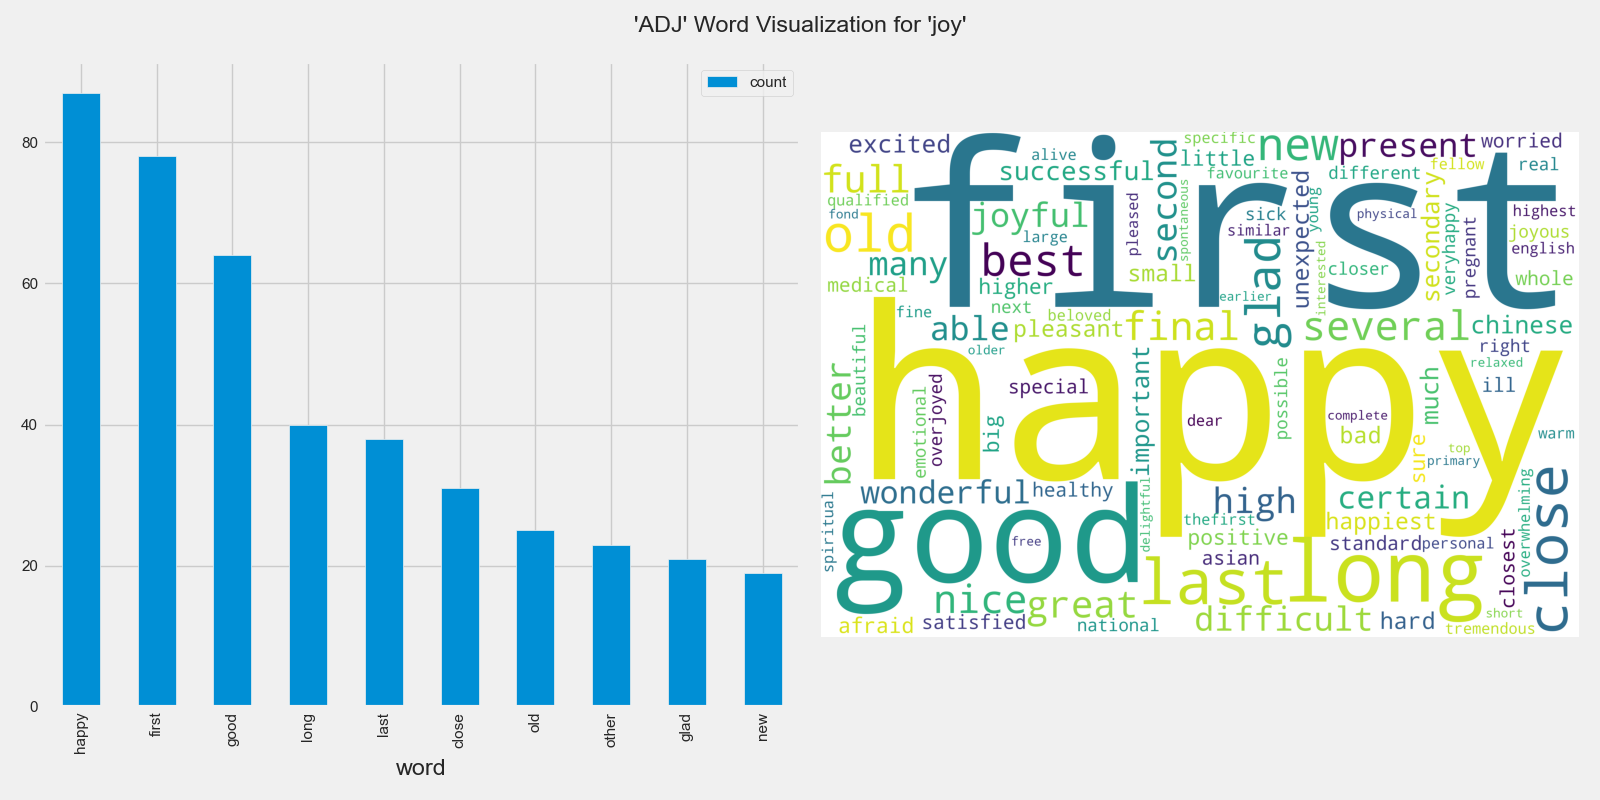 'ADJ' Word Visualization for 'joy'
count
80
60
40
20
0
happy
first
good
long
last
close
old
other
glad
new
word
excited
alive
successful
second
specific
little
new
present
worried
full
favourite
different
fellow
real
qualified
fond
joyful
pleased
spontaneous
sick
unexpected
young
physical
secondary
veryhappy
pregnant
highest
joyous
english
old
large
similar
first
many
best
small
glad
interested
closer
whole
medical
higher
earlier
fine
next
beloved
able
pleasant
final
several
chinese
older
right
relaxed
beautiful
better
happy
special
important
possible
much
ill
emotional
overjoyed
big
dear
complete
bad
sure
top
primary
warm
wonderful
healthy
delightful
high
certain
overwhelming
close
spiritual
good
free
thefirst
happiest
positive
standard
personal
asian
closest
last
long
nice
great
difficult
hard
short
tremendous
afraid
satisfied
national